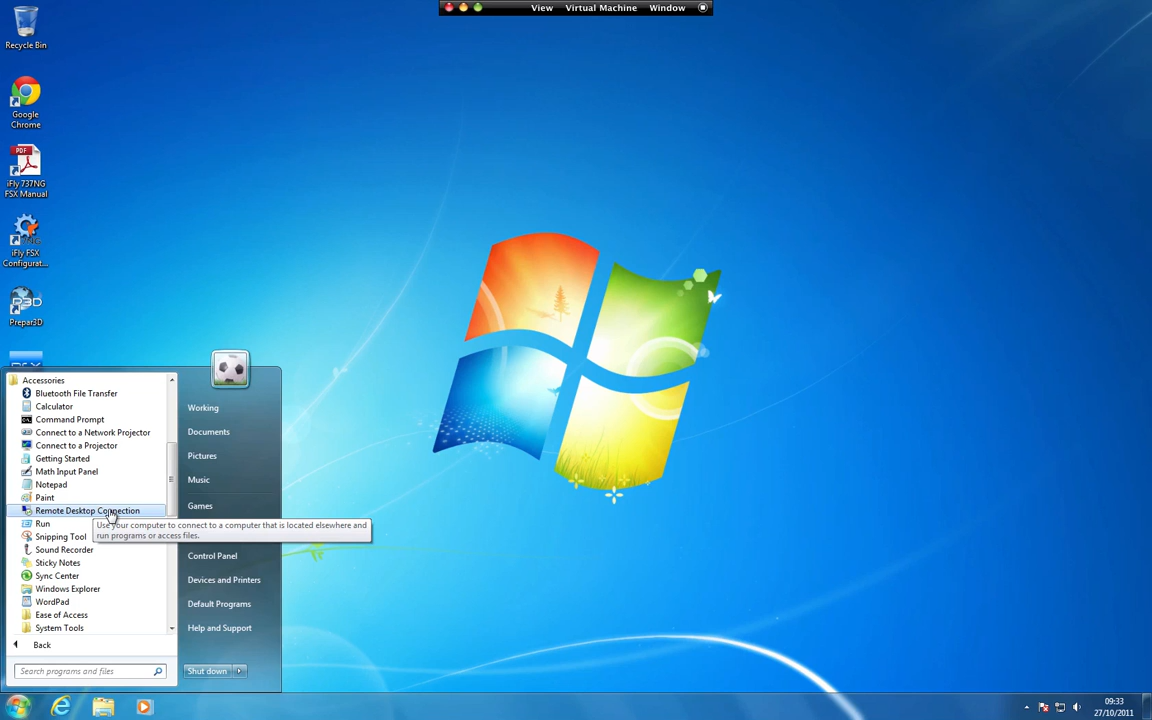 View Virtual Machine Window
Recycle Bin
Google
Chrome
PDF
iFly 737NG
FSX Manual
iFly FSX
Configurat...
P3D
Prepar3D
Accessories
Bluetooth File Transfer
Calculator
Command Prompt
Connect to a Network Projector
Connect to a Projector
Getting Started
Math Input Panel
Notepad
Paint
Remote Desktop Connection
Run
Snipping Tool
Sound Recorder
Sticky Notes
Sync Center
Windows Explorer
WordPad
Ease of Access
System Tools
Back
Search programs and files
Use your computer to connect to a computer that is located elsewhere and
run programs or access files.
Working
Documents
Pictures
Music
Games
Control Panel
Devices and Printers
Default Programs
Help and Support
Shut down
09:33
27/10/2011